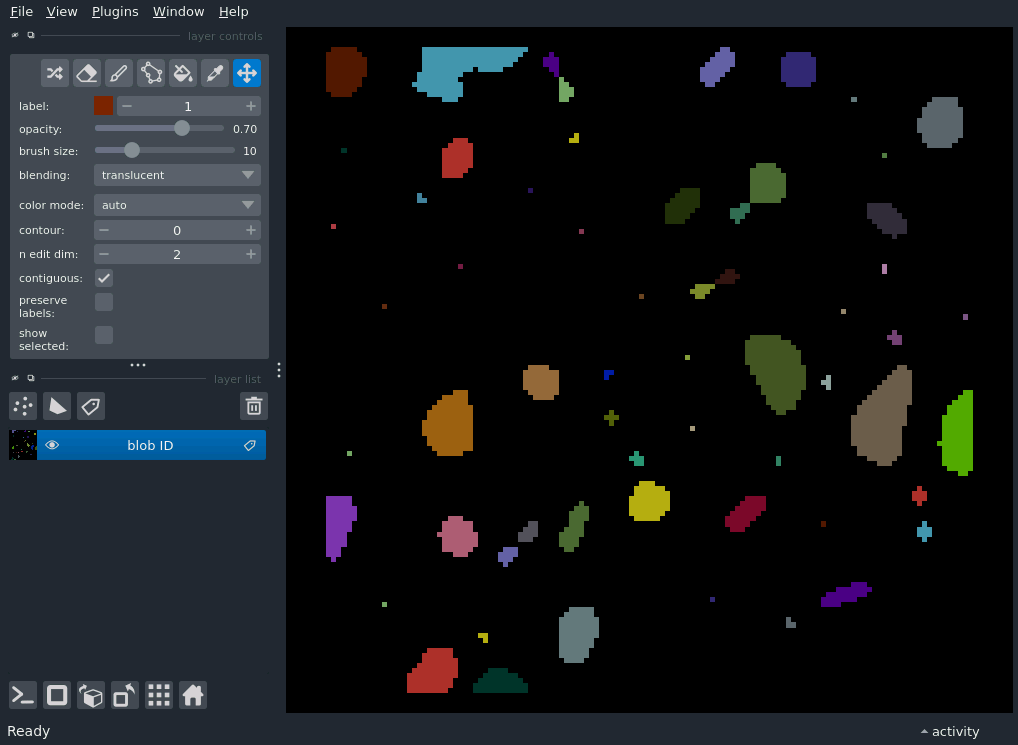 File View Plugins Window Help
layer controls
label: 1
opacity: 0.70
brush size: 10
blending: translucent
color mode: auto
contour: 0
n edit dim: 2
contiguous:
preserve
labels:
show
selected:
layer list
blob ID
Ready
activity